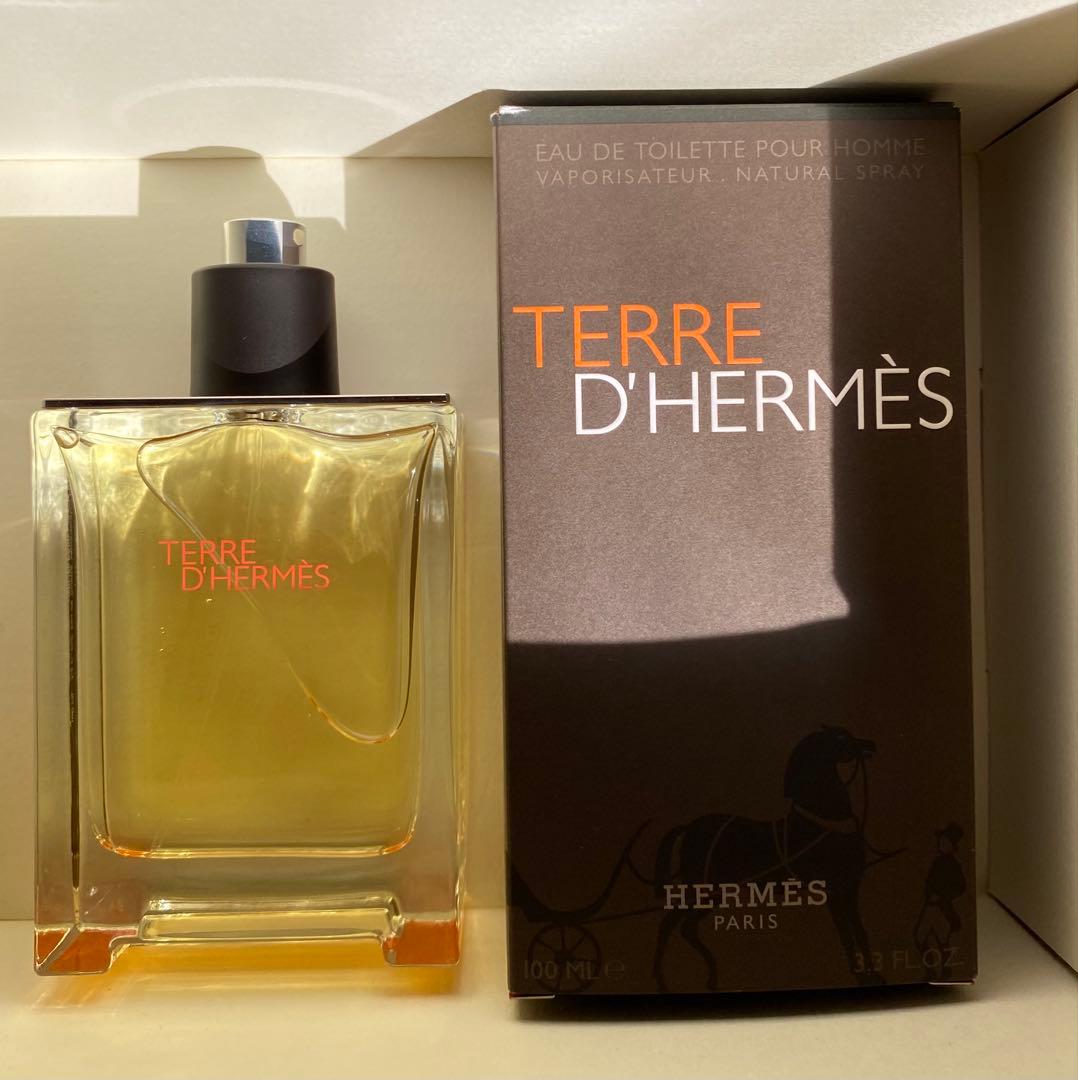 EAU DE TOILETTE POUR HOMME
VAPORISATEUR . NATURAL SPRAY
TERRE
D'HERMÈS
TERRE
D'HERMÈS
HERMÈS
PARIS
100 ML ℮
3.3 FL.OZ